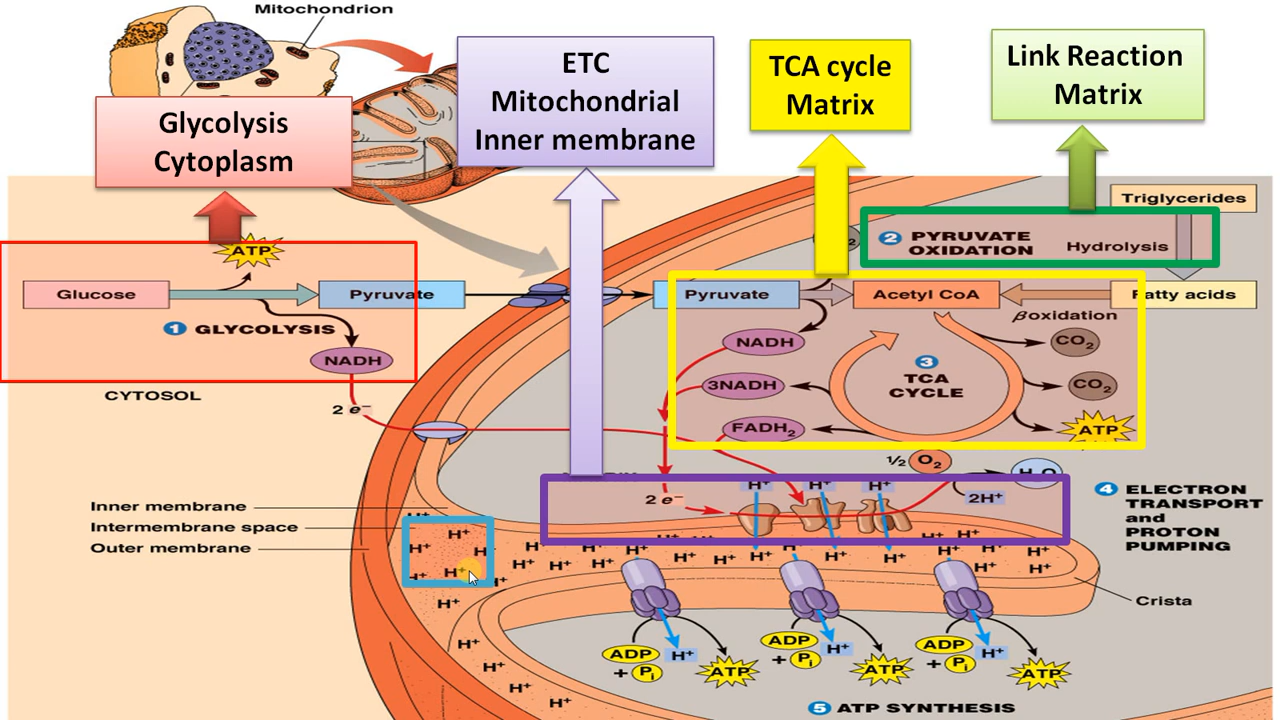 Mitochondrion
ETC
Mitochondrial
Inner membrane
TCA cycle
Matrix
Link Reaction
Matrix
Glycolysis
Cytoplasm
Triglycerides
2 PYRUVATE
OXIDATION
Hydrolysis
ATP
Glucose
Pyruvate
Pyruvate
Acetyl CoA
Fatty acids
β oxidation
1 GLYCOLYSIS
NADH
NADH
CO₂
3
TCA
CYCLE
3NADH
CO₂
CYTOSOL
2 e⁻
FADH₂
ATP
½ O₂
H₂O
2 e⁻
H⁺ H⁺ H⁺
2H⁺
4 ELECTRON
TRANSPORT
and
PROTON
PUMPING
Inner membrane
Intermembrane space
Outer membrane
H⁺
H⁺
H⁺ H⁺
H⁺ H⁺
H⁺ H⁺ H⁺ H⁺ H⁺ H⁺ H⁺ H⁺ H⁺ H⁺
H⁺ H⁺ H⁺ H⁺ H⁺ H⁺
H⁺
H⁺
H⁺
H⁺
H⁺
Crista
ADP
+ Pᵢ
H⁺
ATP
ADP
+ Pᵢ
H⁺
ATP
ADP
+ Pᵢ
H⁺
ATP
5 ATP SYNTHESIS